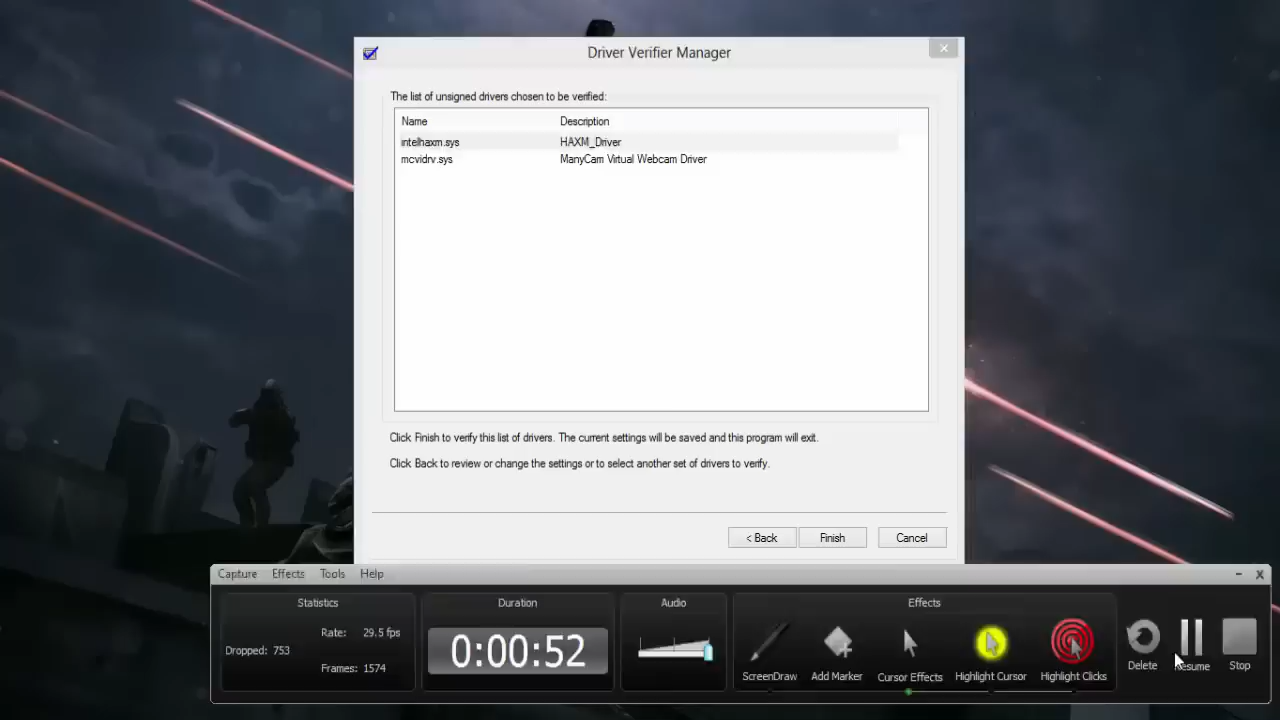 Driver Verifier Manager
The list of unsigned drivers chosen to be verified:
Name Description
intelhaxm.sys HAXM_Driver
mcvidrv.sys ManyCam Virtual Webcam Driver
Click Finish to verify this list of drivers. The current settings will be saved and this program will exit.
Click Back to review or change the settings or to select another set of drivers to verify.
< Back Finish Cancel
Capture Effects Tools Help
Statistics Duration Audio Effects
Rate: 29.5 fps
Dropped: 753
Frames: 1574
0:00:52
ScreenDraw Add Marker Cursor Effects Highlight Cursor Highlight Clicks
Delete esume Stop